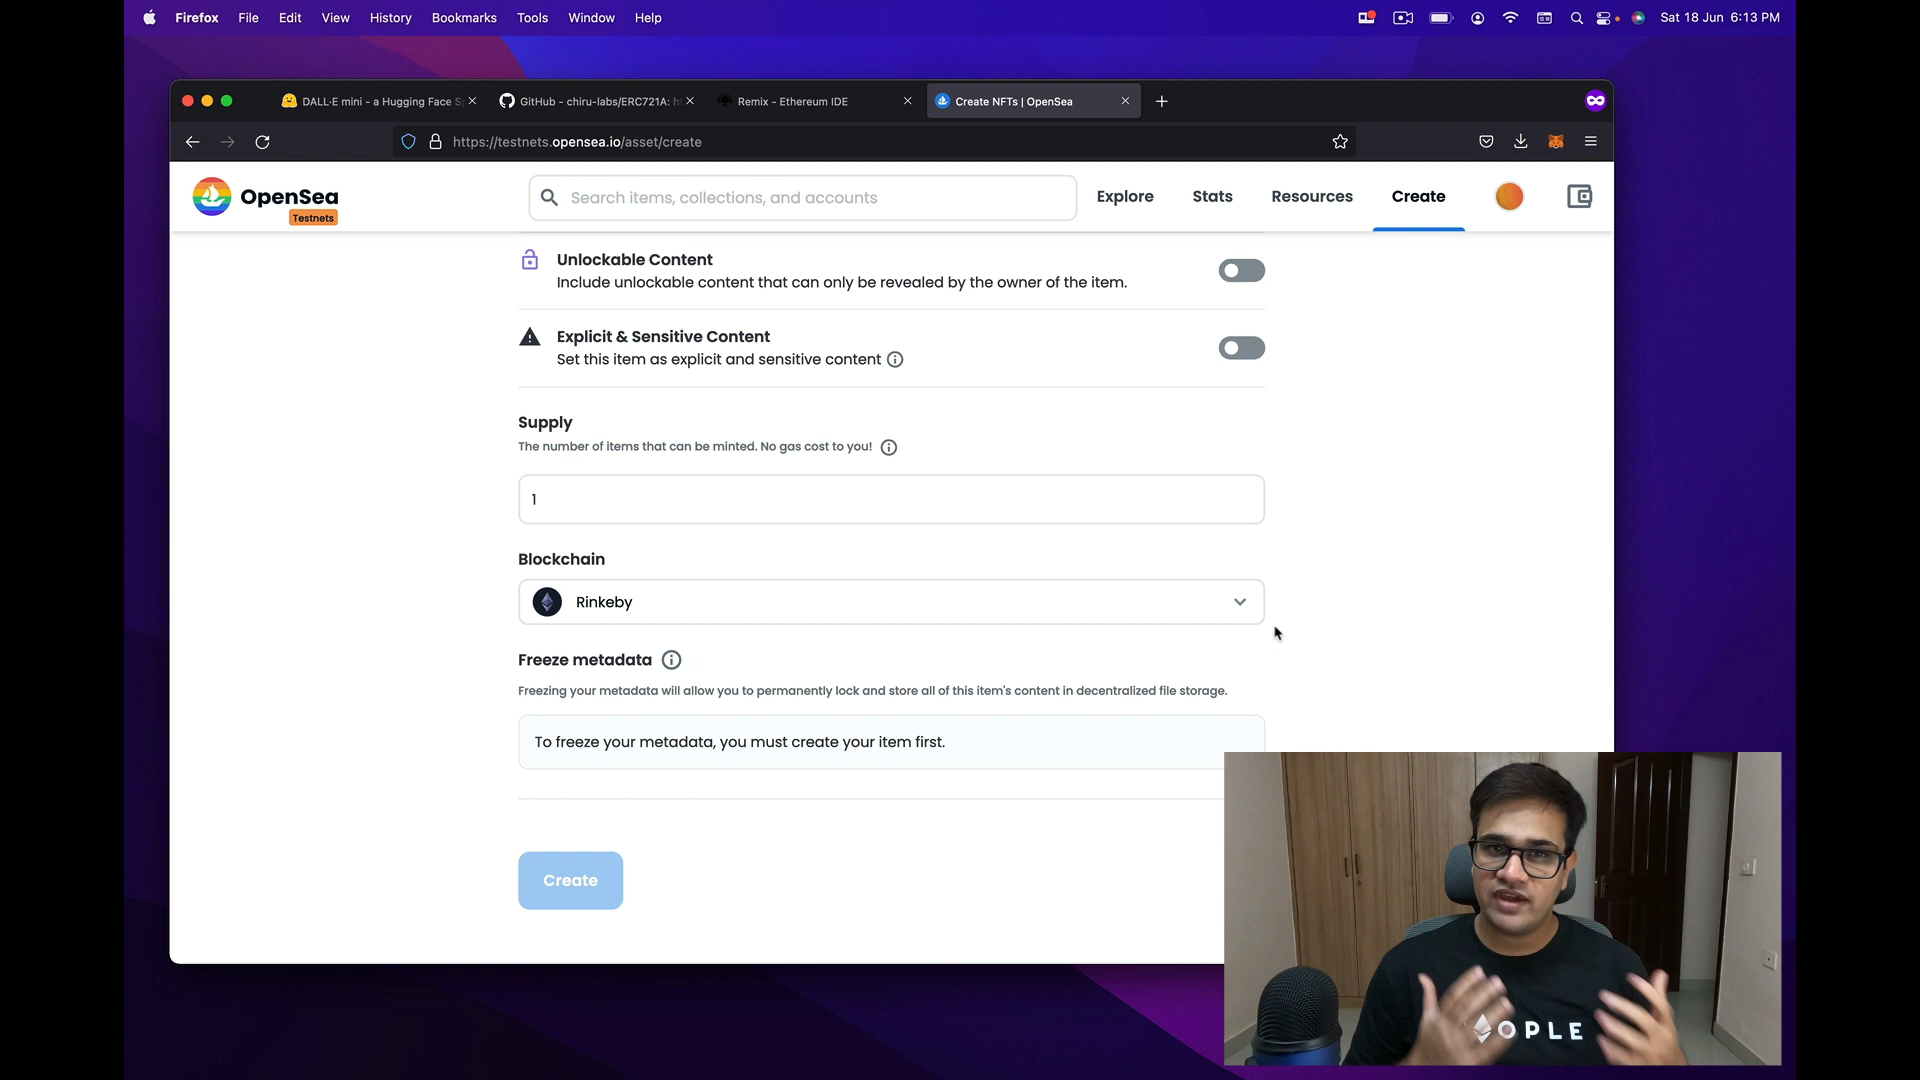 Firefox File Edit View History Bookmarks Tools Window Help
Sat 18 Jun 6:13 PM
DALL·E mini - a Hugging Face S
GitHub - chiru-labs/ERC721A: h
Remix - Ethereum IDE
Create NFTs | OpenSea
https://testnets.opensea.io/asset/create
OpenSea
Testnets
Search items, collections, and accounts
Explore Stats Resources Create
Unlockable Content
Include unlockable content that can only be revealed by the owner of the item.
Explicit & Sensitive Content
Set this item as explicit and sensitive content
Supply
The number of items that can be minted. No gas cost to you!
1
Blockchain
Rinkeby
Freeze metadata
Freezing your metadata will allow you to permanently lock and store all of this item's content in decentralized file storage.
To freeze your metadata, you must create your item first.
Create
OPLE